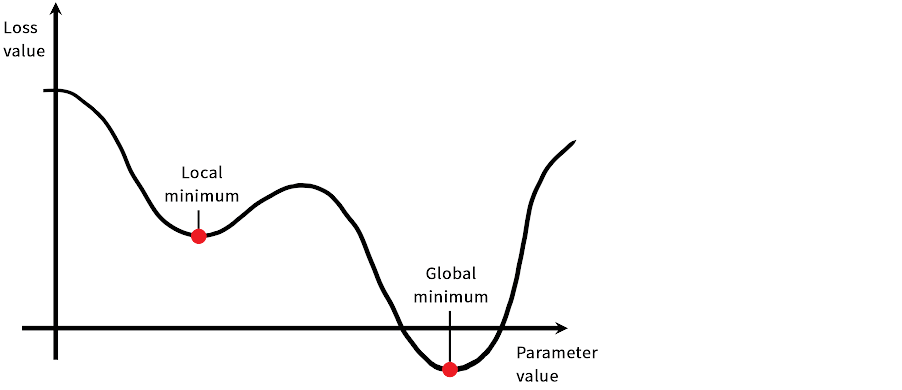 Loss
value
Local
minimum
Global
minimum
Parameter
value